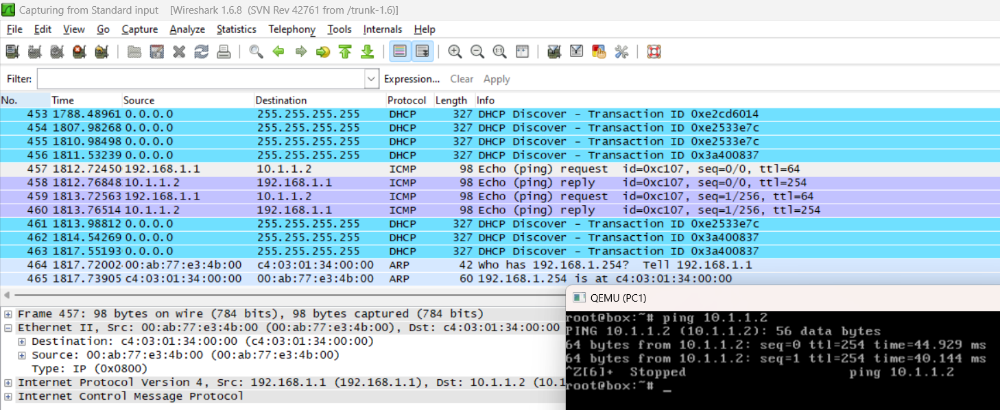 Capturing from Standard input [Wireshark 1.6.8 (SVN Rev 42761 from /trunk-1.6)]
File Edit View Go Capture Analyze Statistics Telephony Tools Internals Help
Filter: Expression... Clear Apply
No. Time Source Destination Protocol Length Info
453 1788.48961 0.0.0.0 255.255.255.255 DHCP 327 DHCP Discover - Transaction ID 0xe2cd6014
454 1807.98268 0.0.0.0 255.255.255.255 DHCP 327 DHCP Discover - Transaction ID 0xe2533e7c
455 1810.98498 0.0.0.0 255.255.255.255 DHCP 327 DHCP Discover - Transaction ID 0xe2533e7c
456 1811.53239 0.0.0.0 255.255.255.255 DHCP 327 DHCP Discover - Transaction ID 0x3a400837
457 1812.72450 192.168.1.1 10.1.1.2 ICMP 98 Echo (ping) request id=0xc107, seq=0/0, ttl=64
458 1812.76848 10.1.1.2 192.168.1.1 ICMP 98 Echo (ping) reply id=0xc107, seq=0/0, ttl=254
459 1813.72563 192.168.1.1 10.1.1.2 ICMP 98 Echo (ping) request id=0xc107, seq=1/256, ttl=64
460 1813.76514 10.1.1.2 192.168.1.1 ICMP 98 Echo (ping) reply id=0xc107, seq=1/256, ttl=254
461 1813.98812 0.0.0.0 255.255.255.255 DHCP 327 DHCP Discover - Transaction ID 0xe2533e7c
462 1814.54269 0.0.0.0 255.255.255.255 DHCP 327 DHCP Discover - Transaction ID 0x3a400837
463 1817.55193 0.0.0.0 255.255.255.255 DHCP 327 DHCP Discover - Transaction ID 0x3a400837
464 1817.72002 00:ab:77:e3:4b:00 c4:03:01:34:00:00 ARP 42 Who has 192.168.1.254? Tell 192.168.1.1
465 1817.73905 c4:03:01:34:00:00 00:ab:77:e3:4b:00 ARP 60 192.168.1.254 is at c4:03:01:34:00:00
Frame 457: 98 bytes on wire (784 bits), 98 bytes captured (784 bits)
Ethernet II, Src: 00:ab:77:e3:4b:00 (00:ab:77:e3:4b:00), Dst: c4:03:01:34:00:00
Destination: c4:03:01:34:00:00 (c4:03:01:34:00:00)
Source: 00:ab:77:e3:4b:00 (00:ab:77:e3:4b:00)
Type: IP (0x0800)
Internet Protocol Version 4, Src: 192.168.1.1 (192.168.1.1), Dst: 10.1.1.2 (10.1
Internet Control Message Protocol
QEMU (PC1)
root@box:~# ping 10.1.1.2
PING 10.1.1.2 (10.1.1.2): 56 data bytes
64 bytes from 10.1.1.2: seq=0 ttl=254 time=44.929 ms
64 bytes from 10.1.1.2: seq=1 ttl=254 time=40.144 ms
^Z[6]+ Stopped ping 10.1.1.2
root@box:~# _